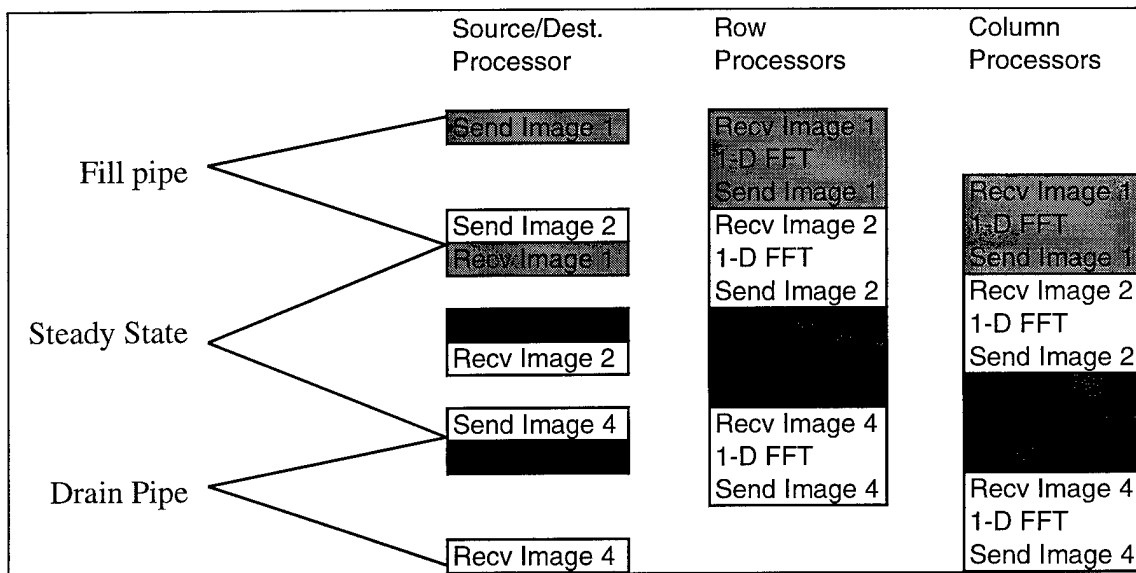 Source/Dest.
Processor
Row
Processors
Column
Processors
Fill pipe
Steady State
Drain Pipe
Send Image 1
Send Image 2
Recv Image 1
Recv Image 2
Send Image 4
Recv Image 4
Recv Image 1
1-D FFT
Send Image 1
Recv Image 2
1-D FFT
Send Image 2
Recv Image 4
1-D FFT
Send Image 4
Recv Image 1
1-D FFT
Send Image 1
Recv Image 2
1-D FFT
Send Image 2
Recv Image 4
1-D FFT
Send Image 4